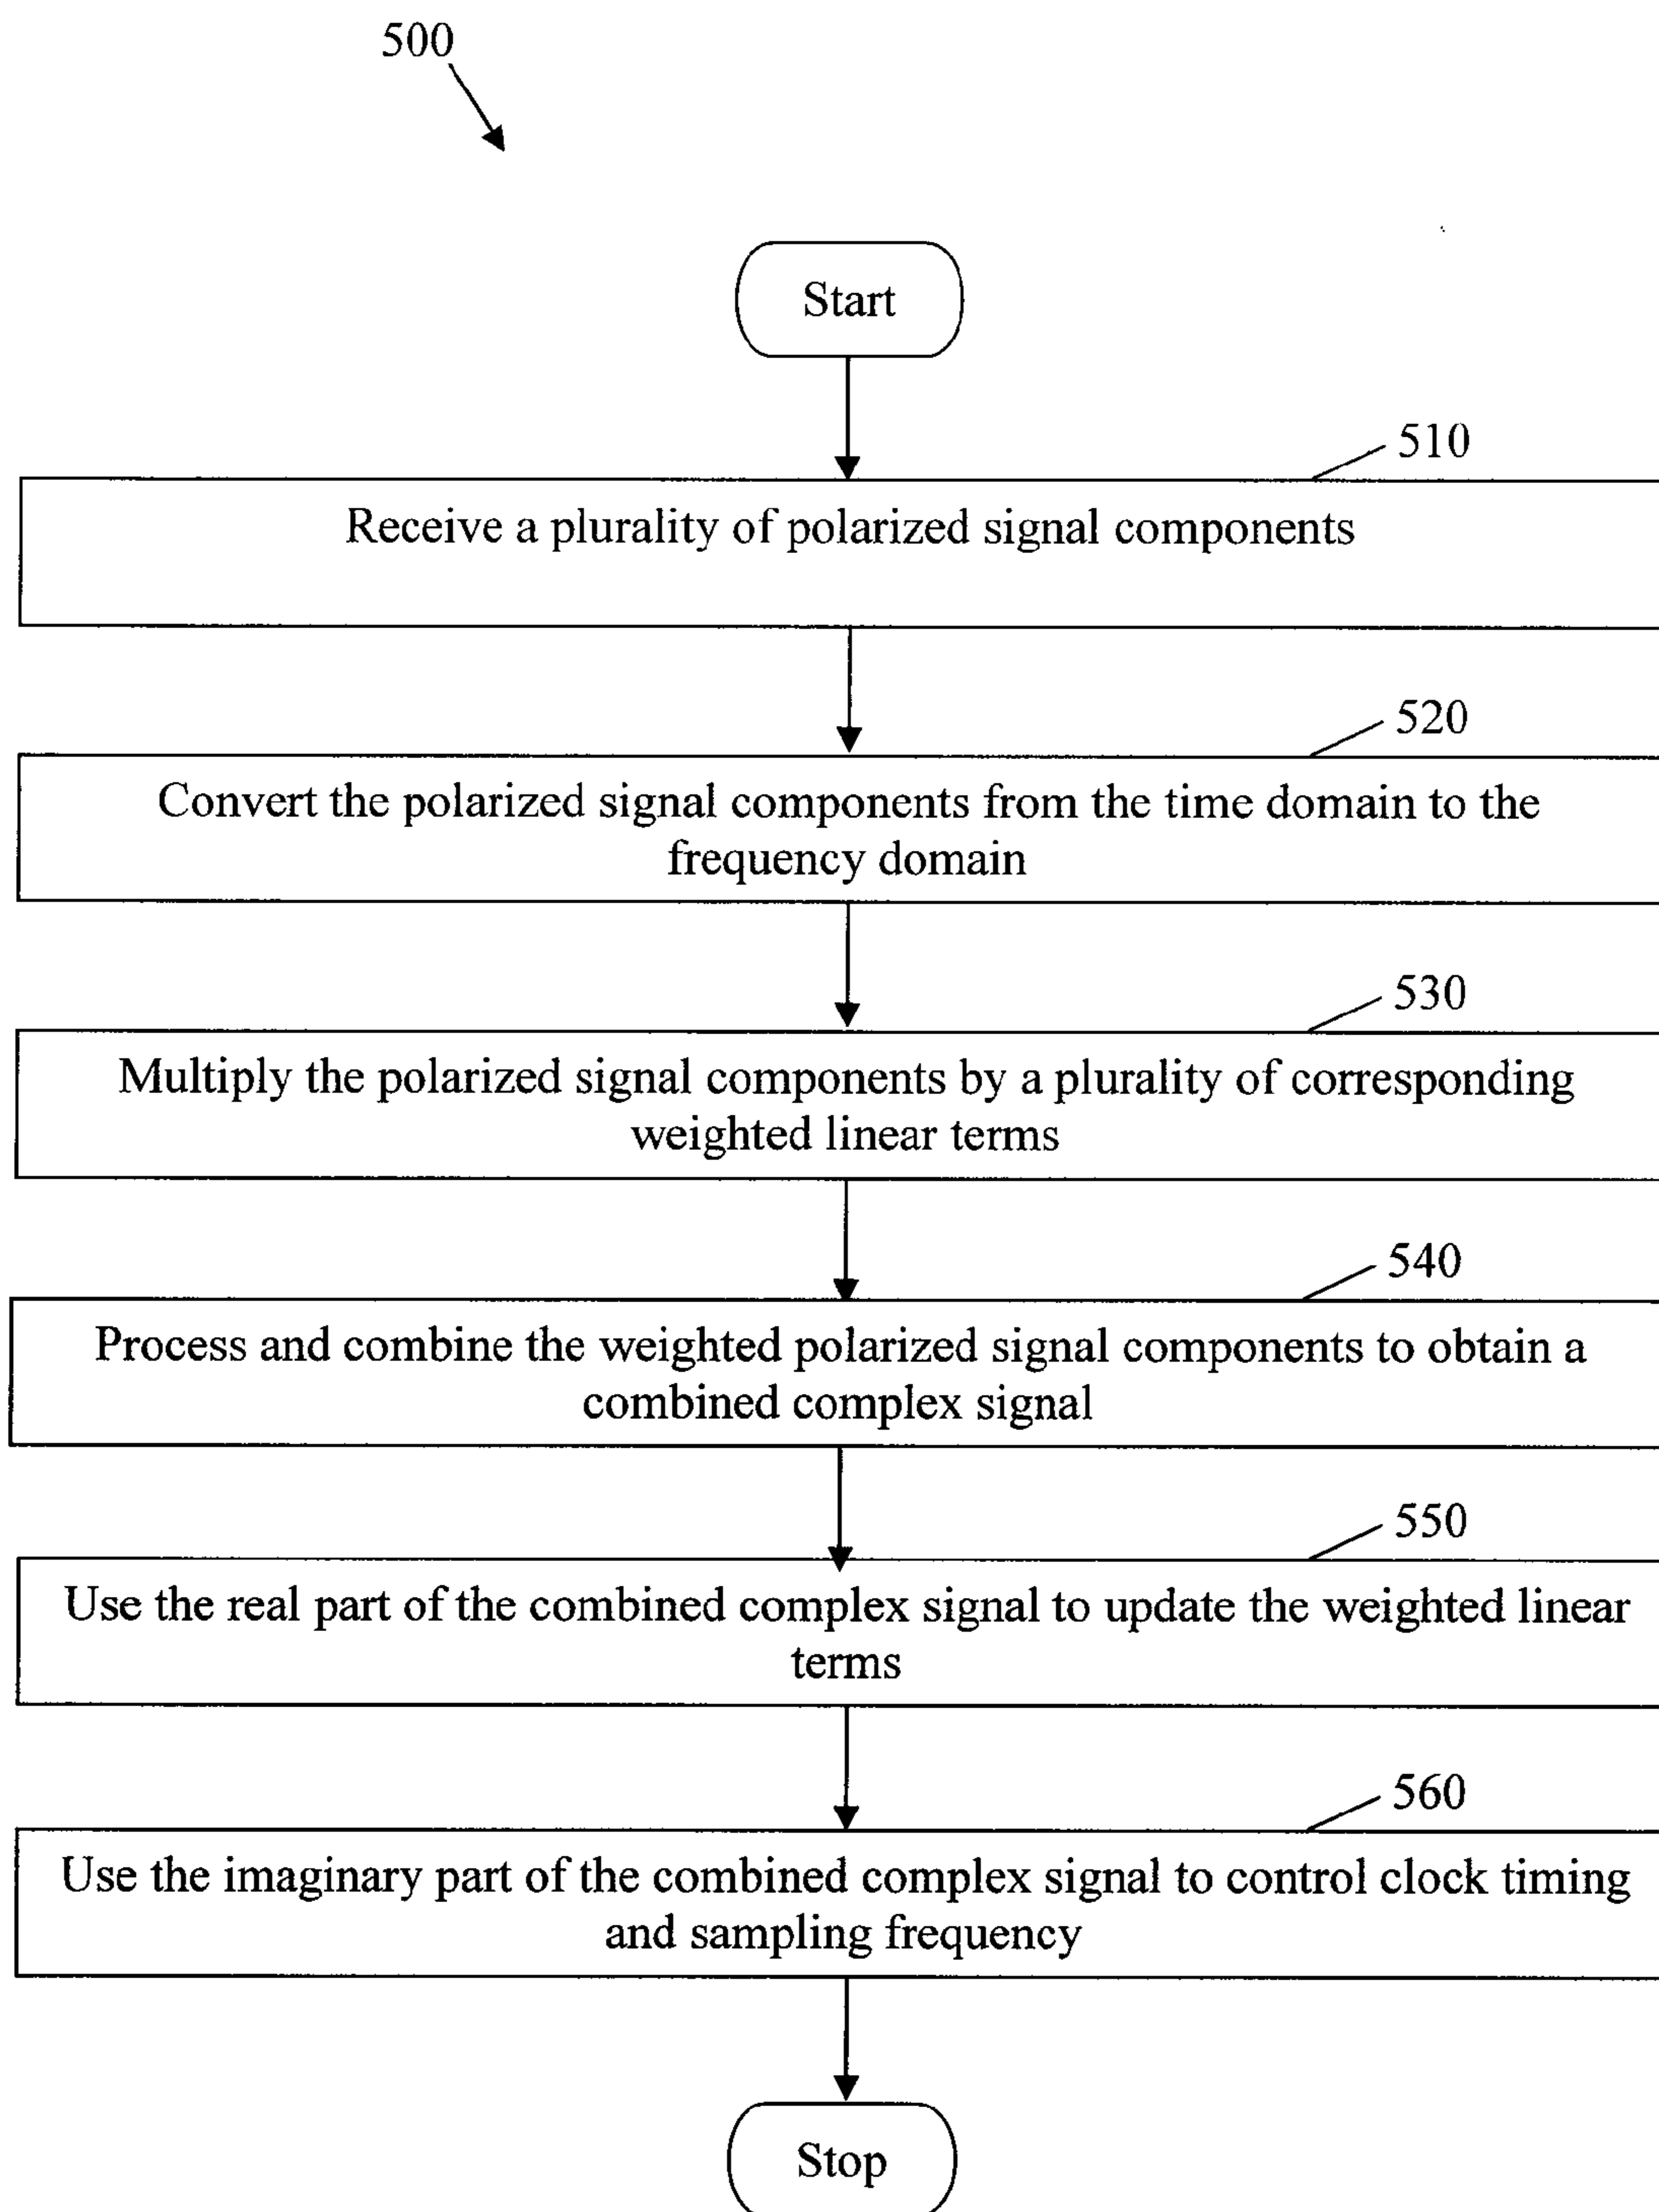 500
Start
510
Receive a plurality of polarized signal components
520
Convert the polarized signal components from the time domain to the
frequency domain
530
Multiply the polarized signal components by a plurality of corresponding
weighted linear terms
540
Process and combine the weighted polarized signal components to obtain a
combined complex signal
550
Use the real part of the combined complex signal to update the weighted linear
terms
560
Use the imaginary part of the combined complex signal to control clock timing
and sampling frequency
Stop